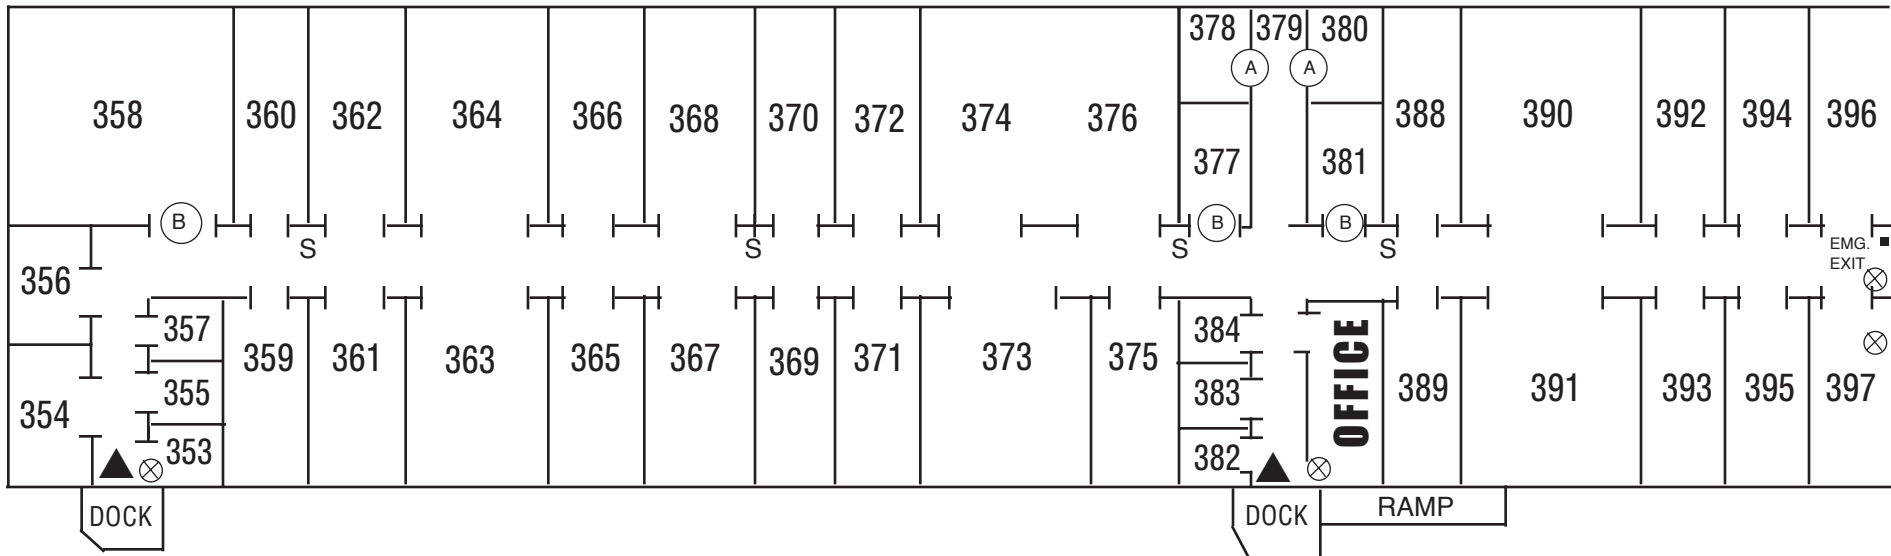 378 379 380
A A
358 360 362 364 366 368 370 372 374 376 388 390 392 394 396
377 381
B B B
S S S S
EMG.
EXIT
356
357 384
359 361 363 365 367 369 371 373 375 OFFICE 389 391 393 395 397
355 383
354
353 382
DOCK DOCK RAMP